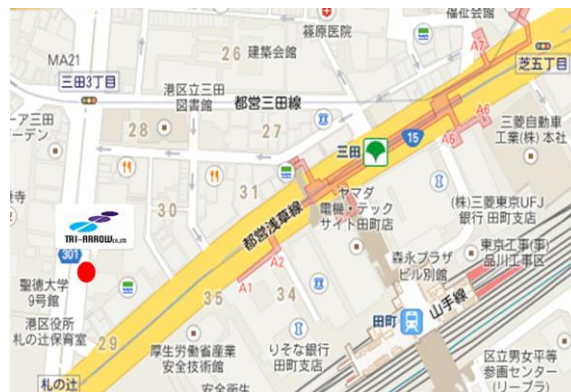 福祉会館
篠原医院
MA21
26
建築会館
A7
三田3丁目
芝五丁目
港区立三田
図書館
都営三田線
28
27
15
A6
三菱自動車
工業(株)本社
三田
A5
31
ヤマダ
電機・テック
サイト田町店
(株)三菱東京UFJ
銀行 田町支店
30
都営浅草線
TRI-ARROW CO.,LTD
301
森永プラザ
ビル別館
東京工事(事)
品川工事区
聖徳大学
9号館
A2
A1
35
34
山手線
港区役所
札の辻保育室
29
田町
厚生労働省産業
安全技術館
りそな銀行
田町支店
区立男女平等
参画センター
(リーブラ)
札の辻
安全衛生